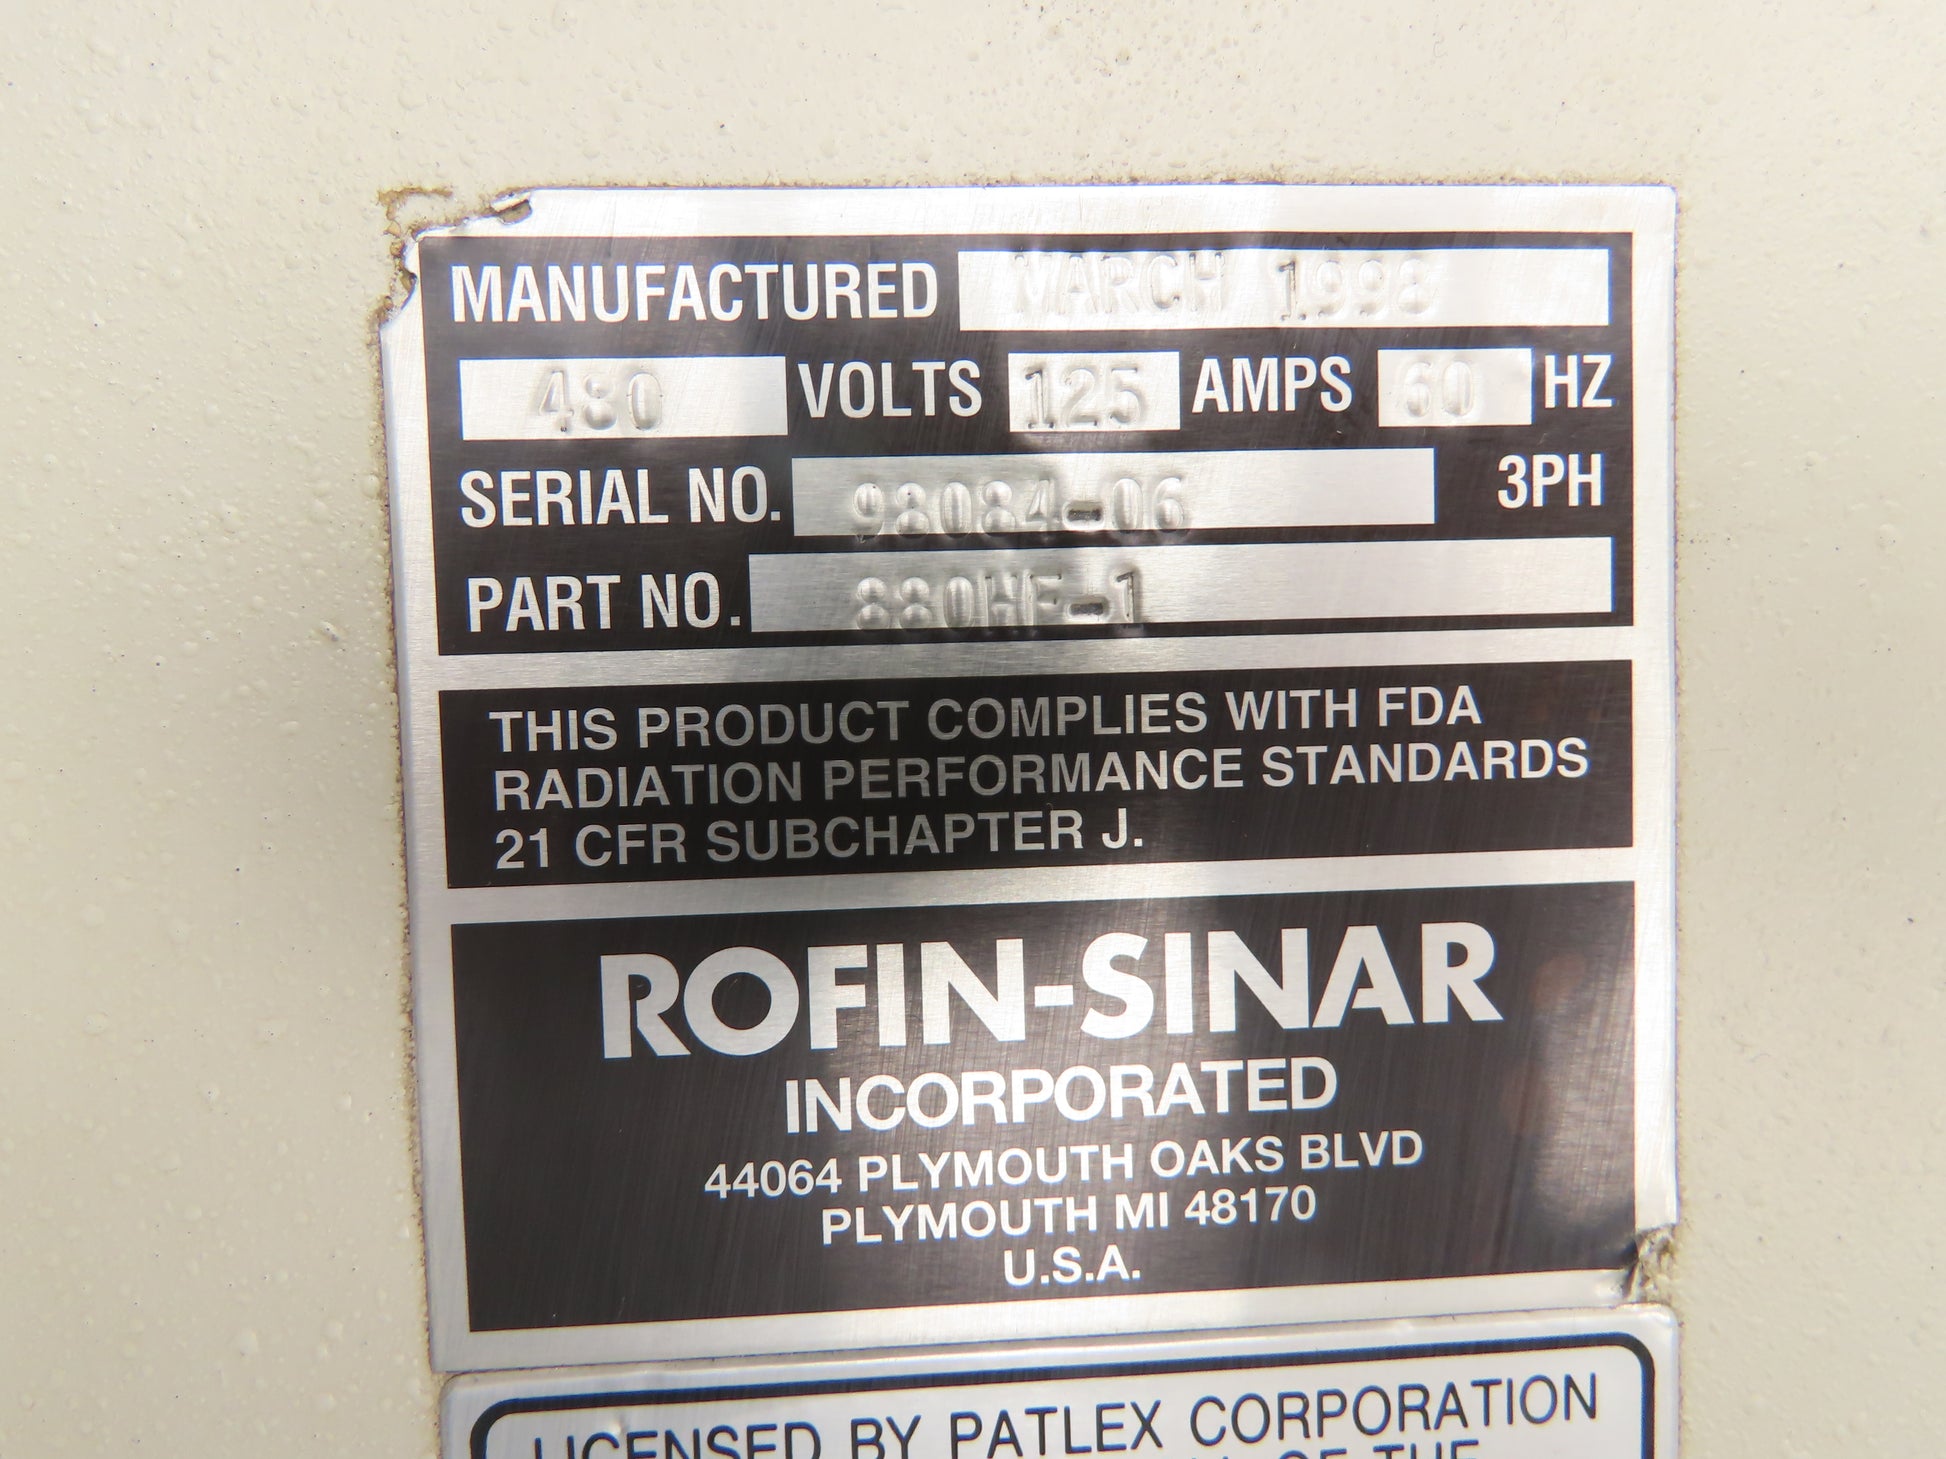 MANUFACTURED MARCH 1998
480 VOLTS 125 AMPS 60 HZ
SERIAL NO. 98084-06 3PH
PART NO. 880HF-1
THIS PRODUCT COMPLIES WITH FDA
RADIATION PERFORMANCE STANDARDS
21 CFR SUBCHAPTER J.
ROFIN-SINAR
INCORPORATED
44064 PLYMOUTH OAKS BLVD
PLYMOUTH MI 48170
U.S.A.
LICENSED BY PATLEX CORPORATION
OF THE